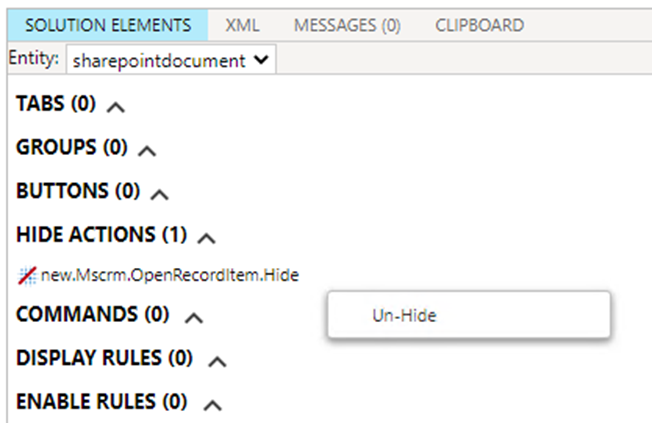 SOLUTION ELEMENTS XML MESSAGES (0) CLIPBOARD
Entity: sharepointdocument
TABS (0)
GROUPS (0)
BUTTONS (0)
HIDE ACTIONS (1)
new.Mscrm.OpenRecordItem.Hide
COMMANDS (0)
Un-Hide
DISPLAY RULES (0)
ENABLE RULES (0)